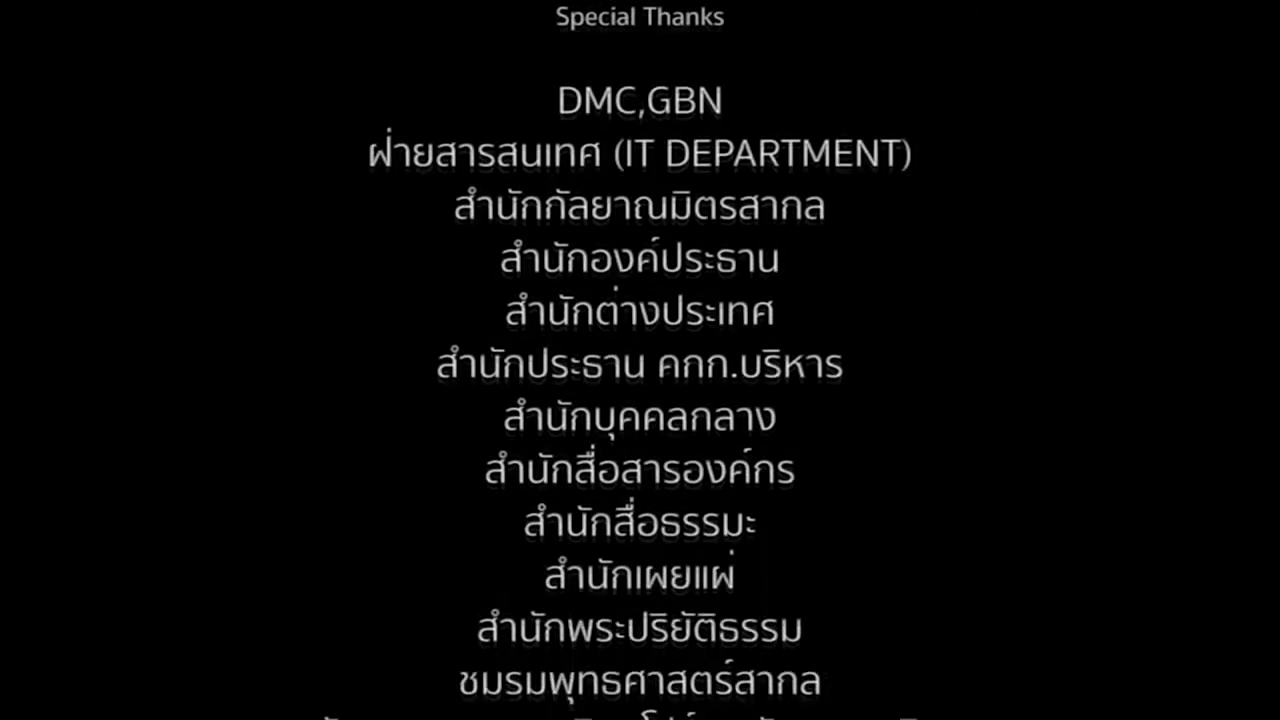 Special Thanks
DMC,GBN
ฝ่ายสารสนเทศ (IT DEPARTMENT)
สำนักกัลยาณมิตรสากล
สำนักองค์ประธาน
สำนักต่างประเทศ
สำนักประธาน คกก.บริหาร
สำนักบุคคลกลาง
สำนักสื่อสารองค์กร
สำนักสื่อธรรมะ
สำนักเผยแผ่
สำนักพระปริยัติธรรม
ชมรมพุทธศาสตร์สากล